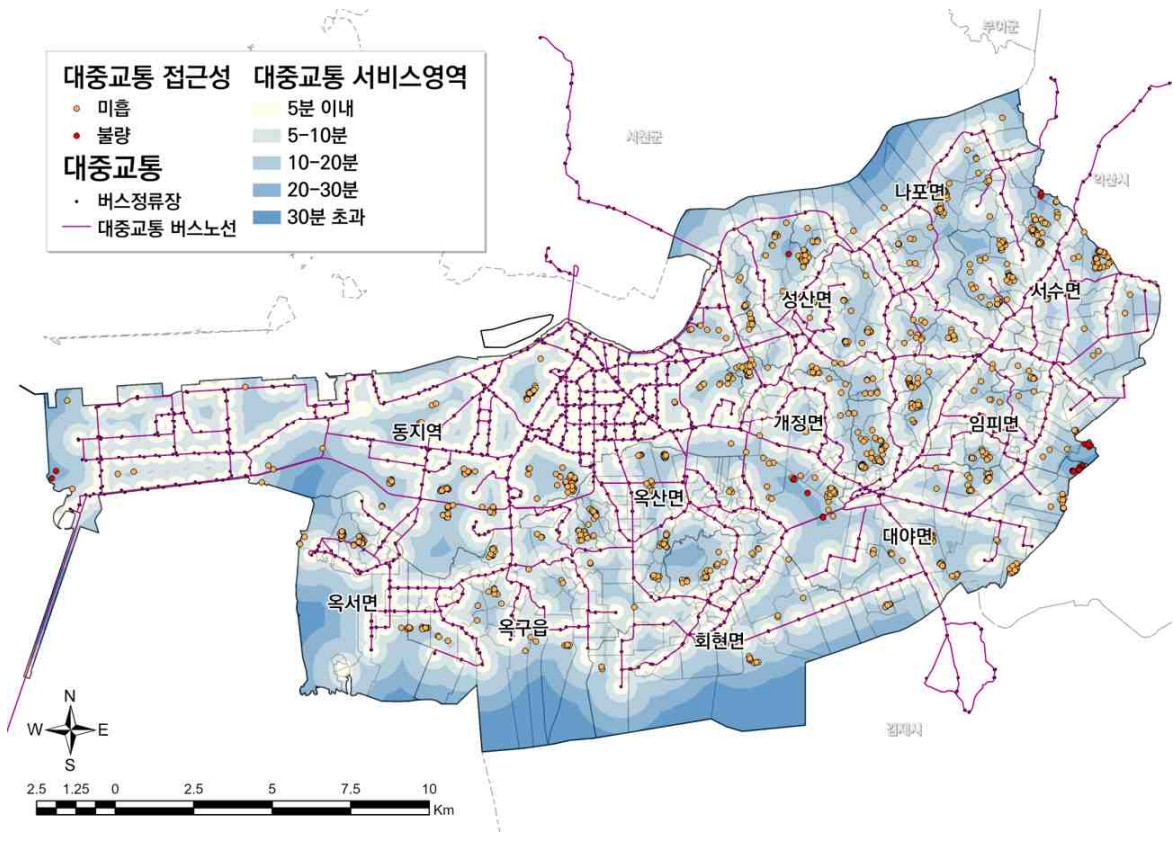 부여군
대중교통 접근성
미흡
불량
대중교통
버스정류장
대중교통 버스노선
대중교통 서비스영역
5분 이내
5-10분
10-20분
20-30분
30분 초과
서천군
익산시
나포면
성산면
서수면
동지역
개정면
임피면
옥산면
대야면
옥서면
옥구읍
회현면
김제시
N
W E
S
2.5 1.25 0 2.5 5 7.5 10
Km